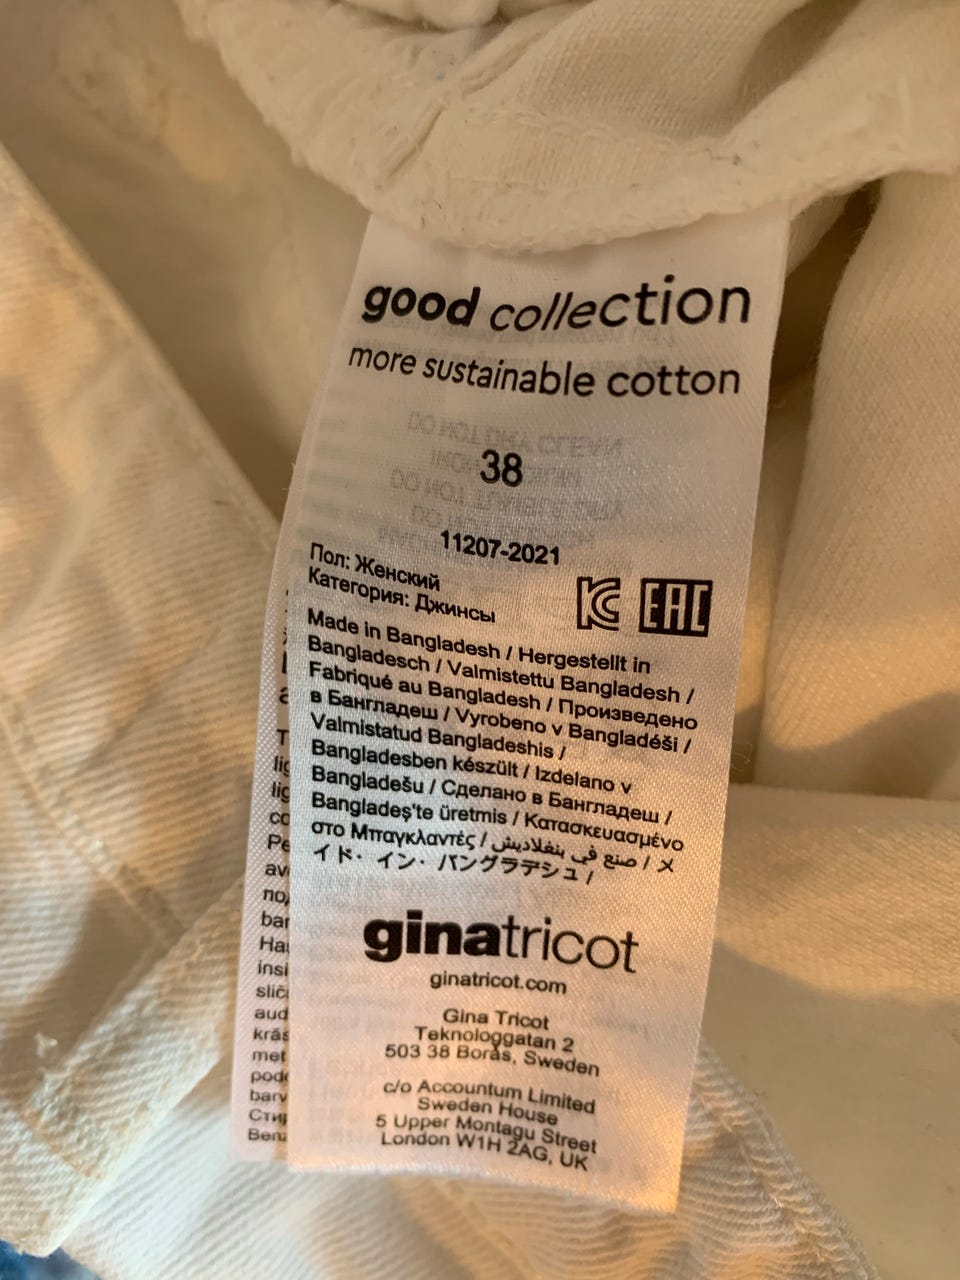 good collection
more sustainable cotton
38
11207-2021
Пол: Женский
Категория: Джинсы
EAC
Made in Bangladesh / Hergestellt in
Bangladesch / Valmistettu Bangladesh /
Fabriqué au Bangladesh / Произведено
в Бангладеш / Vyrobeno v Bangladéši /
Valmistatud Bangladeshis /
Bangladesben készült / Izdelano v
Bangladešu / Сделано в Бангладеш /
Bangladeş'te üretmis / Κατασκευασμένο
στο Μπαγκλαντές / صنع في بنغلاديش / メ
イド・イン・バングラデシュ /
ginatricot
ginatricot.com
Gina Tricot
Teknologgatan 2
503 38 Borås, Sweden
c/o Accountum Limited
Sweden House
5 Upper Montagu Street
London W1H 2AG, UK